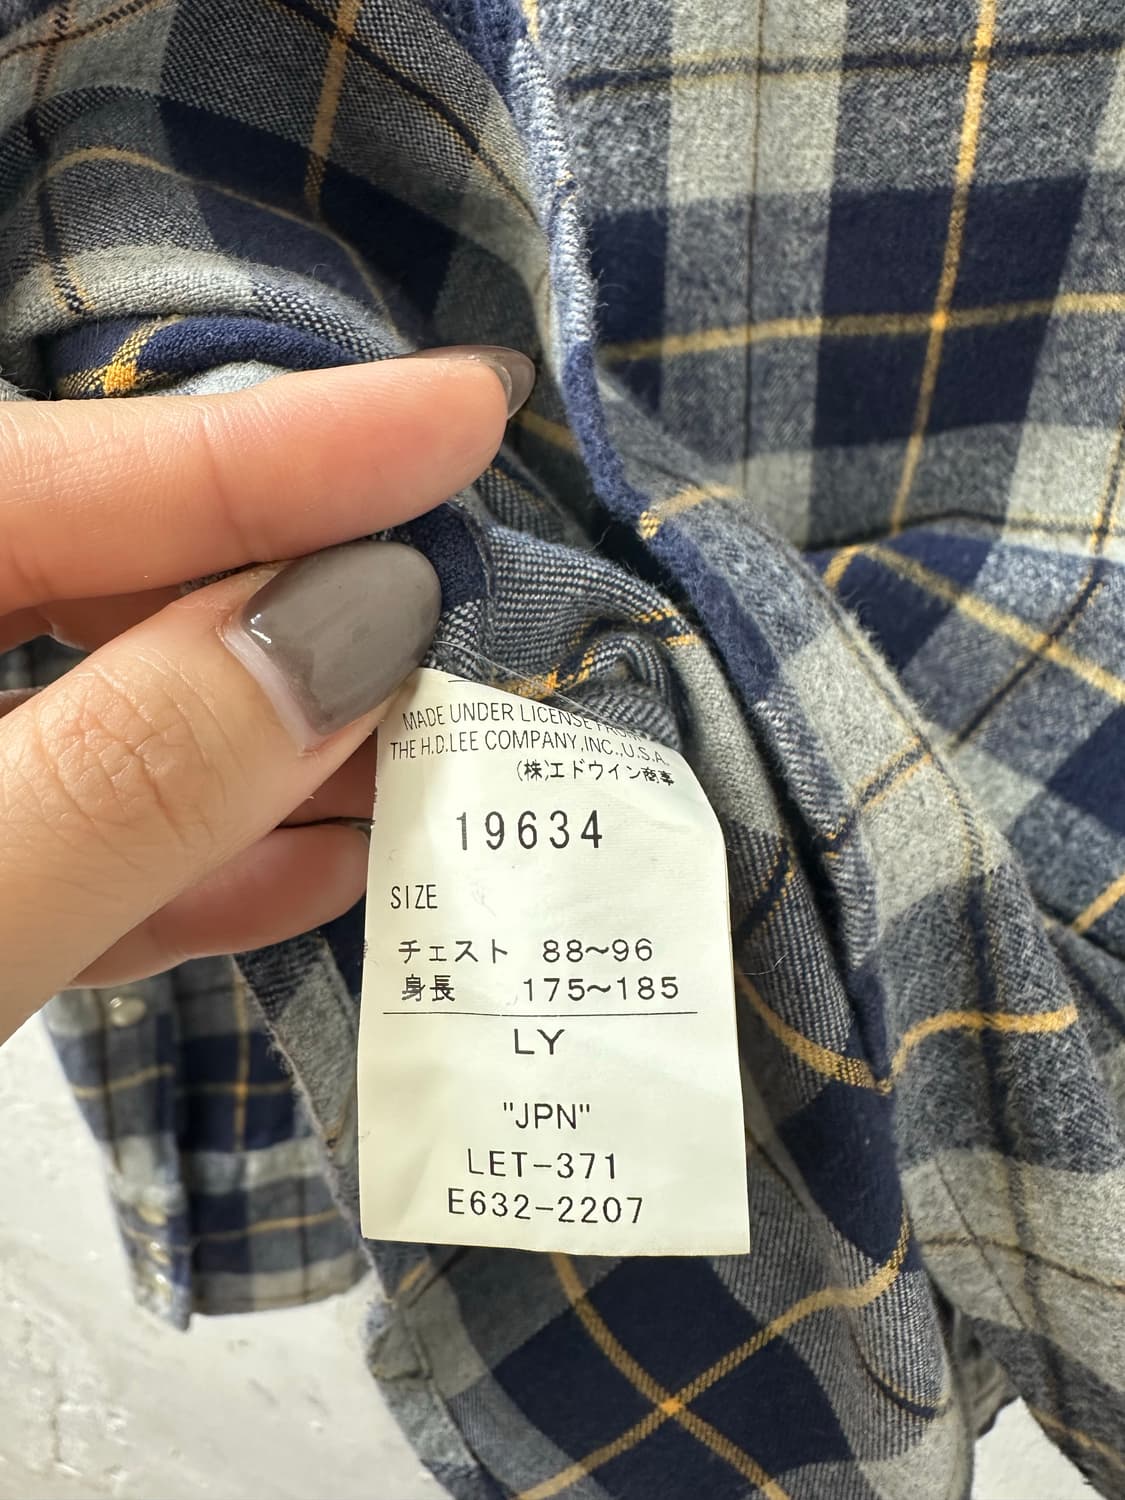 MADE UNDER LICENSE FROM
THE H.D.LEE COMPANY,INC.,U.S.A.
(株)エドウイン商事
19634
SIZE
チェスト 88~96
身長 175~185
LY
"JPN"
LET-371
E632-2207